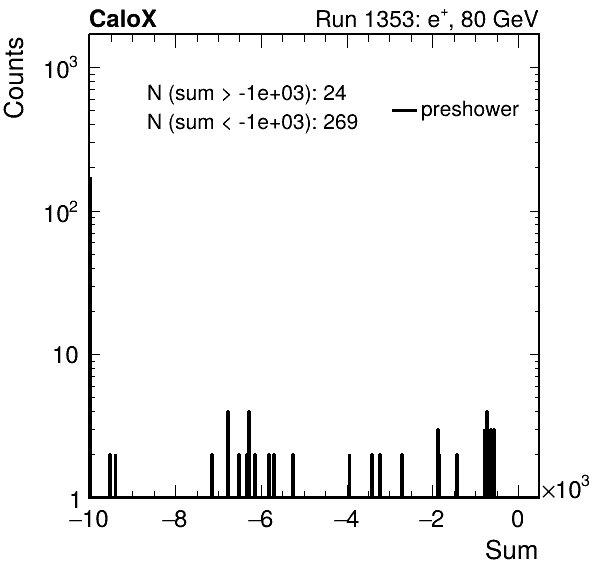 CaloX Run 1353: e⁺, 80 GeV
Counts
10³
N (sum > -1e+03): 24
N (sum < -1e+03): 269
preshower
10²
10
1
−10 −8 −6 −4 −2 0 ×10³
Sum